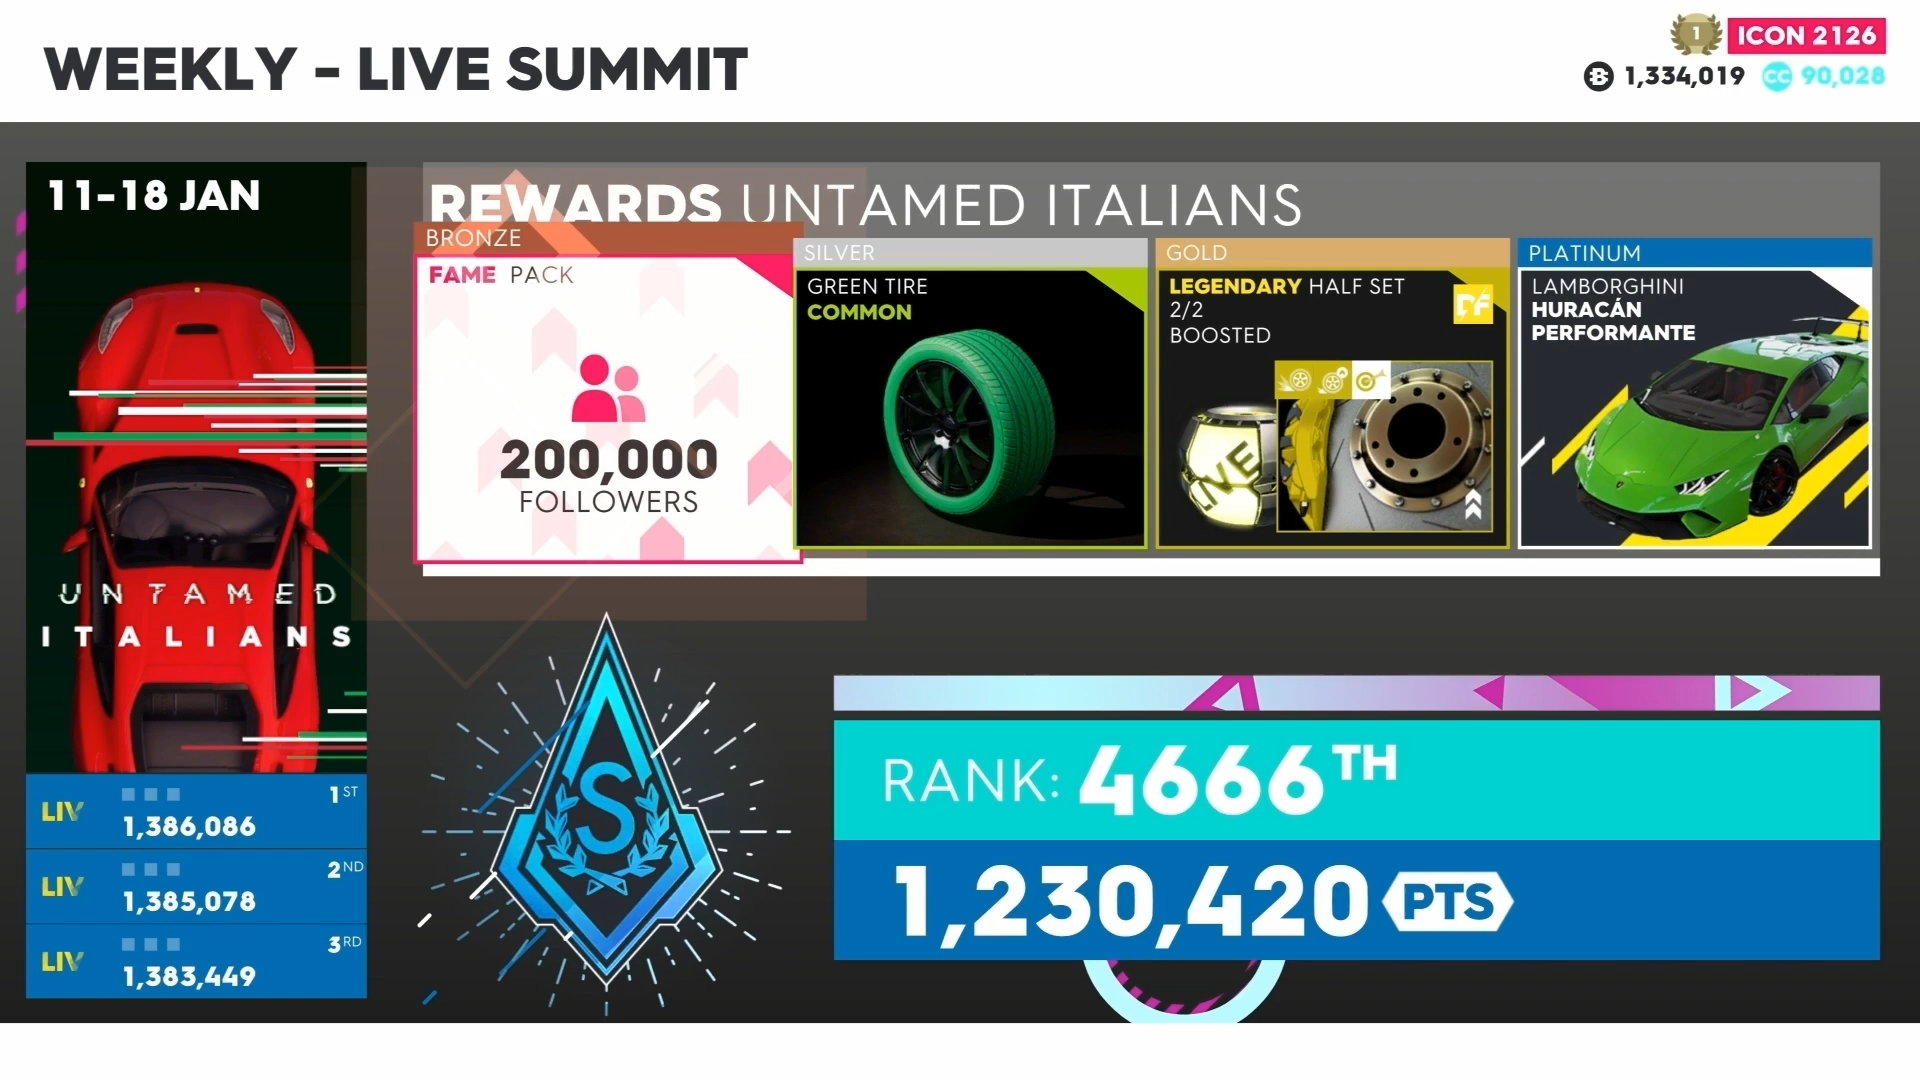 WEEKLY - LIVE SUMMIT
1
ICON 2126
1,334,019
CC 90,028
11-18 JAN
UNTAMED
ITALIANS
LIV 1,386,086 1ST
LIV 1,385,078 2ND
LIV 1,383,449 3RD
REWARDS UNTAMED ITALIANS
BRONZE
FAME PACK
200,000
FOLLOWERS
SILVER
GREEN TIRE
COMMON
GOLD
LEGENDARY HALF SET
2/2
BOOSTED
DF
LIVE
PLATINUM
LAMBORGHINI
HURACÁN
PERFORMANTE
S
RANK: 4666TH
1,230,420 PTS